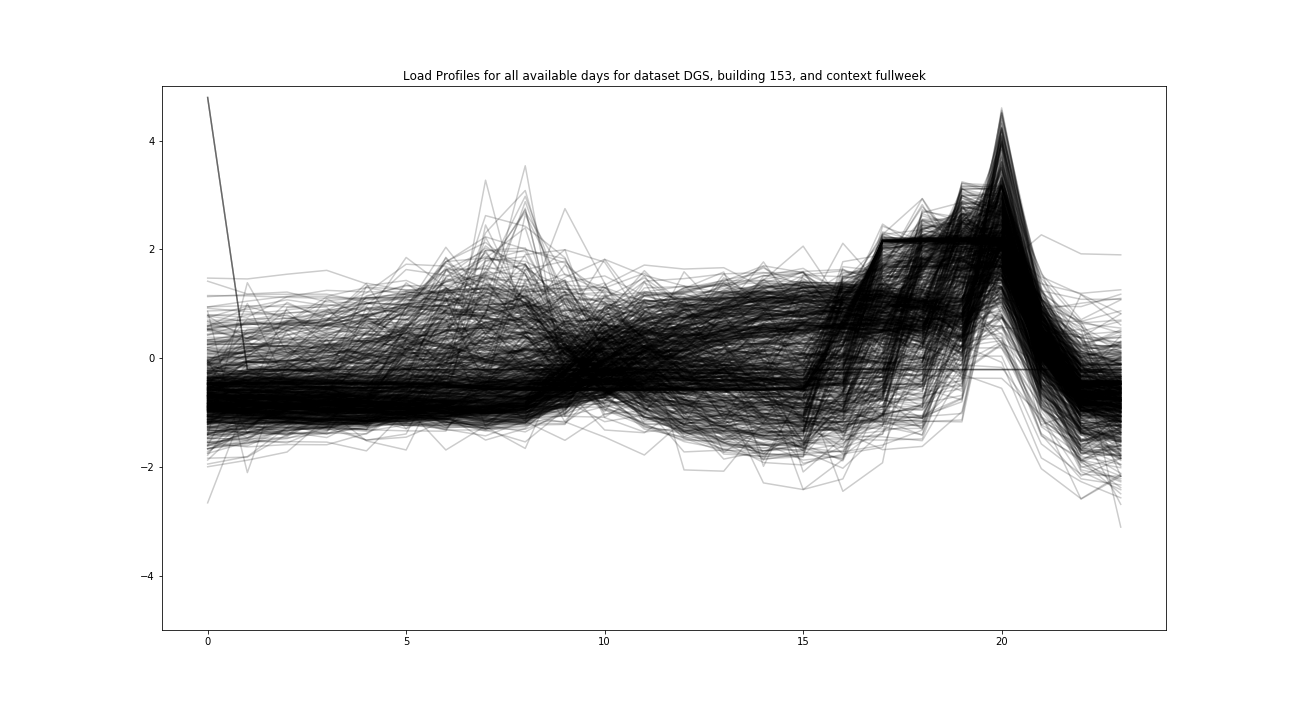 Load Profiles for all available days for dataset DGS, building 153, and context fullweek
4
2
0
−2
−4
0 5 10 15 20